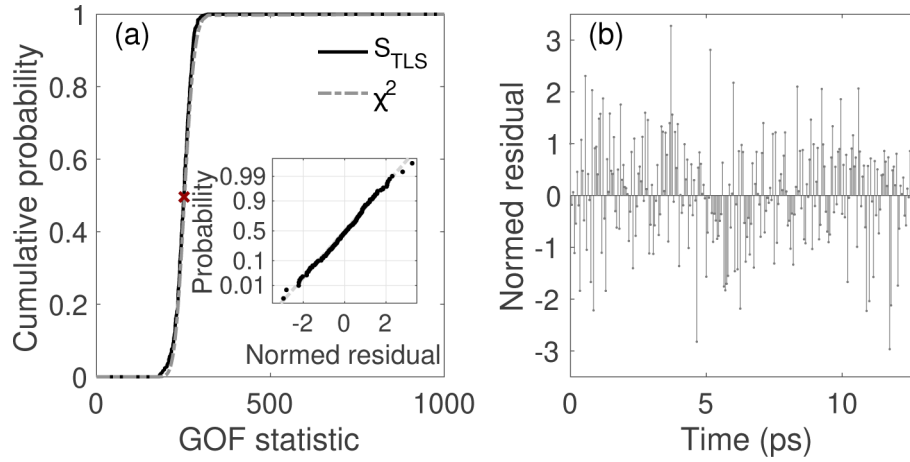 (a)
S_TLS
χ²
Cumulative probability
1
0.8
0.6
0.4
0.2
0
0
500
1000
GOF statistic
Probability
0.99
0.9
0.5
0.1
0.01
-2
0
2
Normed residual
(b)
Normed residual
3
2
1
0
-1
-2
-3
0
5
10
Time (ps)